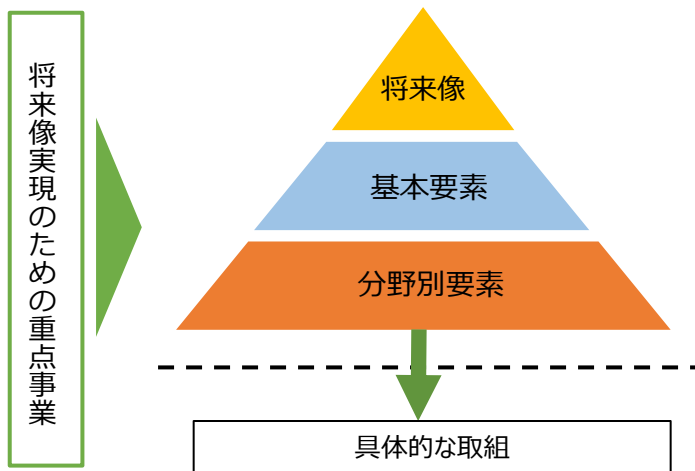 将来像実現のための重点事業
将来像
基本要素
分野別要素
具体的な取組